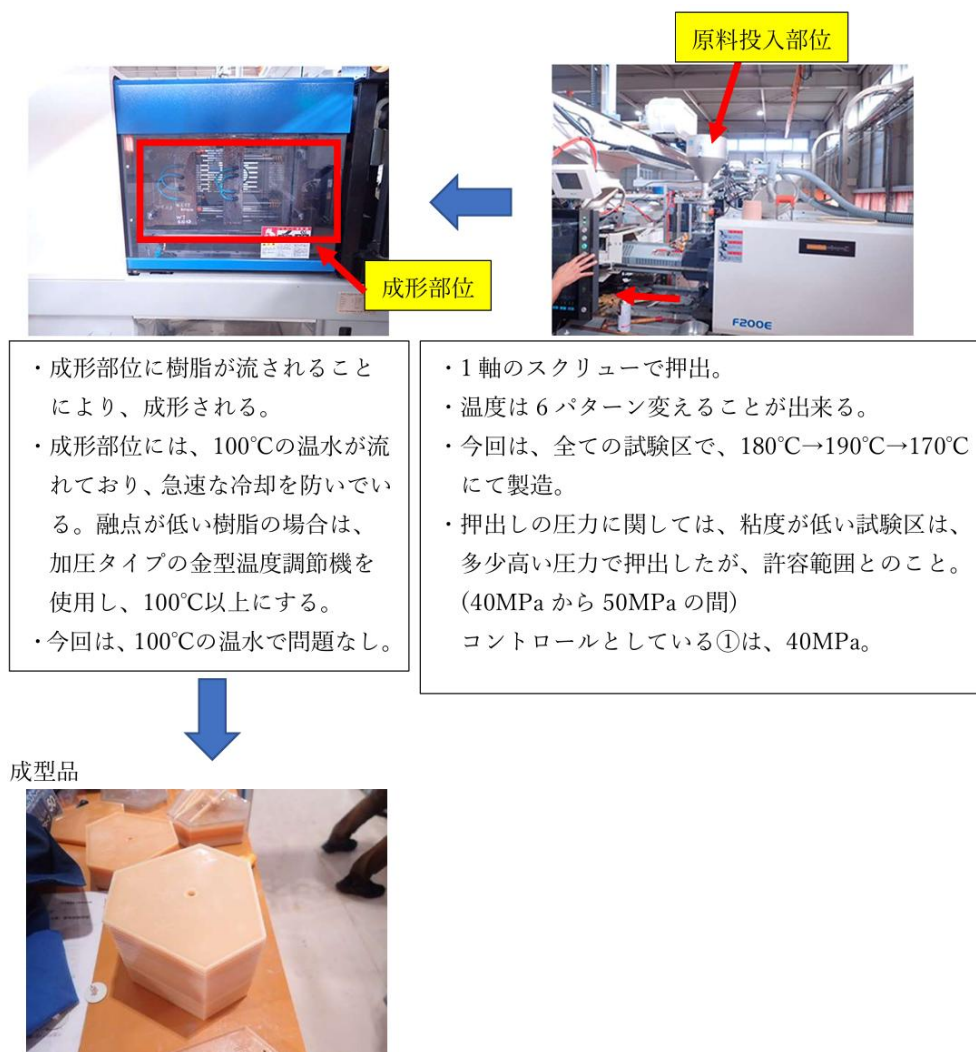 原料投入部位
成形部位
F200E
・成形部位に樹脂が流されること
により、成形される。
・成形部位には、100℃の温水が流
れており、急速な冷却を防いでい
る。融点が低い樹脂の場合は、
加圧タイプの金型温度調節機を
使用し、100℃以上にする。
・今回は、100℃の温水で問題なし。
・1 軸のスクリューで押出。
・温度は 6 パターン変えることが出来る。
・今回は、全ての試験区で、180℃→190℃→170℃
にて製造。
・押出しの圧力に関しては、粘度が低い試験区は、
多少高い圧力で押出したが、許容範囲とのこと。
(40MPa から 50MPa の間)
コントロールとしている①は、40MPa。
成型品